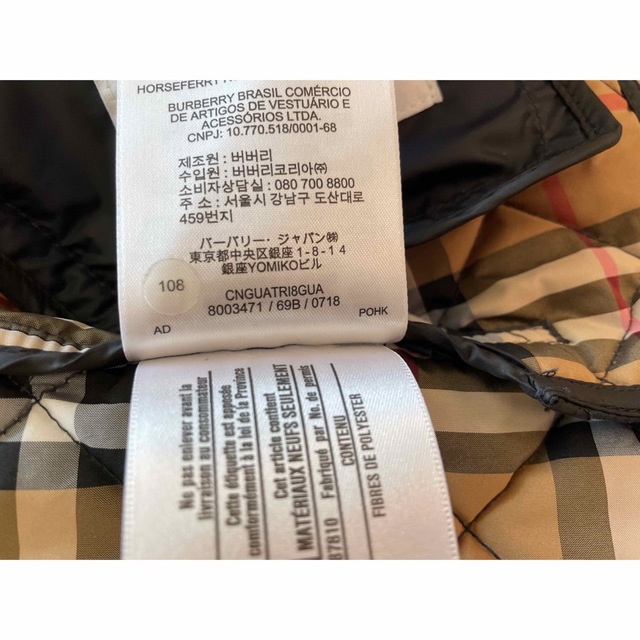 HORSEFERRY
BURBERRY BRASIL COMÉRCIO
DE ARTIGOS DE VESTUÁRIO E
ACESSÓRIOS LTDA.
CNPJ: 10.770.518/0001-68
제조원 : 버버리
수입원 : 버버리코리아㈜
소비자상담실 : 080 700 8800
주 소 : 서울시 강남구 도산대로
459번지
バーバリー・ジャパン㈱
東京都中央区銀座 1 - 8 - 1 4
銀座YOMIKOビル
108
CNGUATRI8GUA
8003471 / 69B / 0718
AD
POHK
Ne pas enlever avant la
livraison au consommateur
Cette étiquette est apposée
conformément à la loi de la Province
Cet article contient
MATÉRIAUX NEUFS SEULEMENT
Fabriqué par No. de permis
87810
CONTENU
FIBRES DE POLYESTER